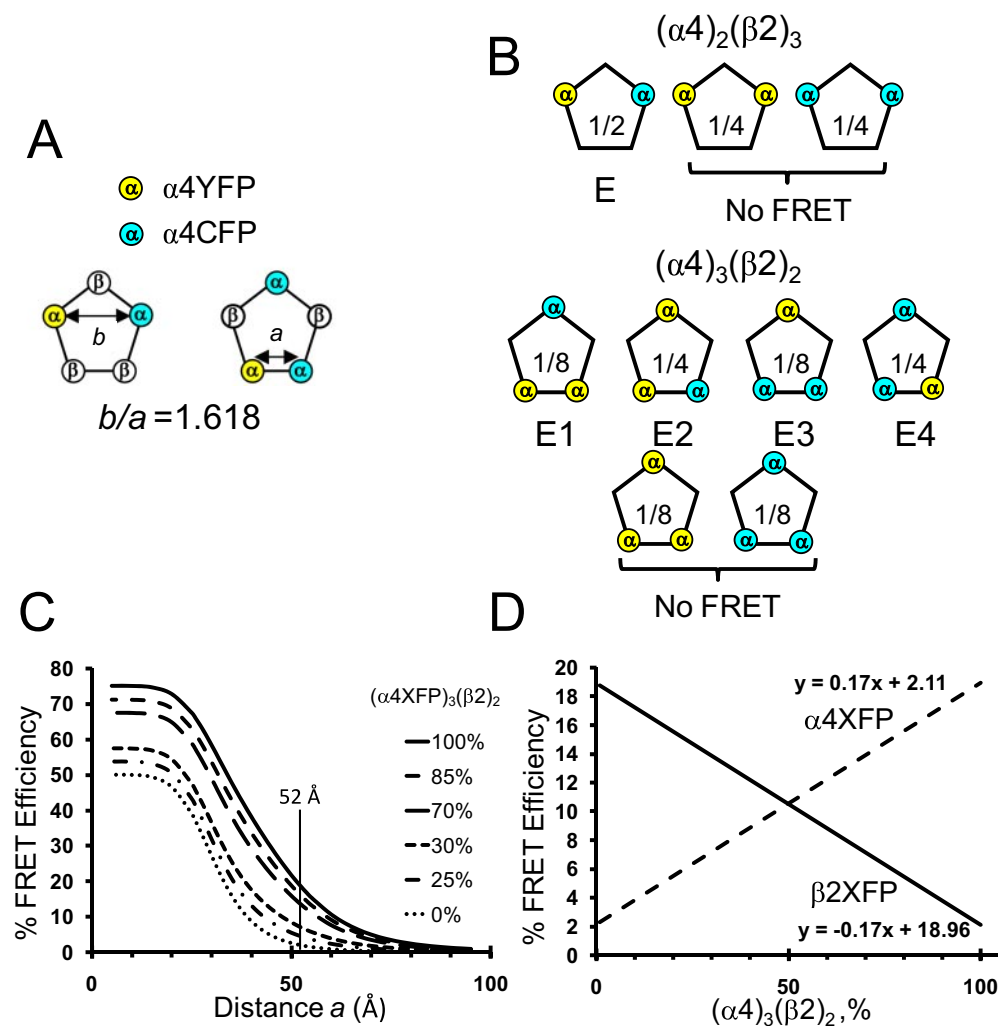 A
α α4YFP
α α4CFP
β
α α
b
β β
α
β β
a
α α
b/a =1.618
B
(α4)2(β2)3
α α α α α α
1/2 1/4 1/4
E
No FRET
(α4)3(β2)2
α α α α
1/8 1/4 1/8 1/4
α α α α α α α α
E1 E2 E3 E4
α α
1/8 1/8
α α α α
No FRET
C
% FRET Efficiency
80
70
60
50
40
30
20
10
0
0 50 100
Distance a (Å)
52 Å
(α4XFP)3(β2)2
100%
85%
70%
30%
25%
0%
D
% FRET Efficiency
20
18
16
14
12
10
8
6
4
2
0
0 50 100
(α4)3(β2)2 ,%
y = 0.17x + 2.11
α4XFP
β2XFP
y = -0.17x + 18.96